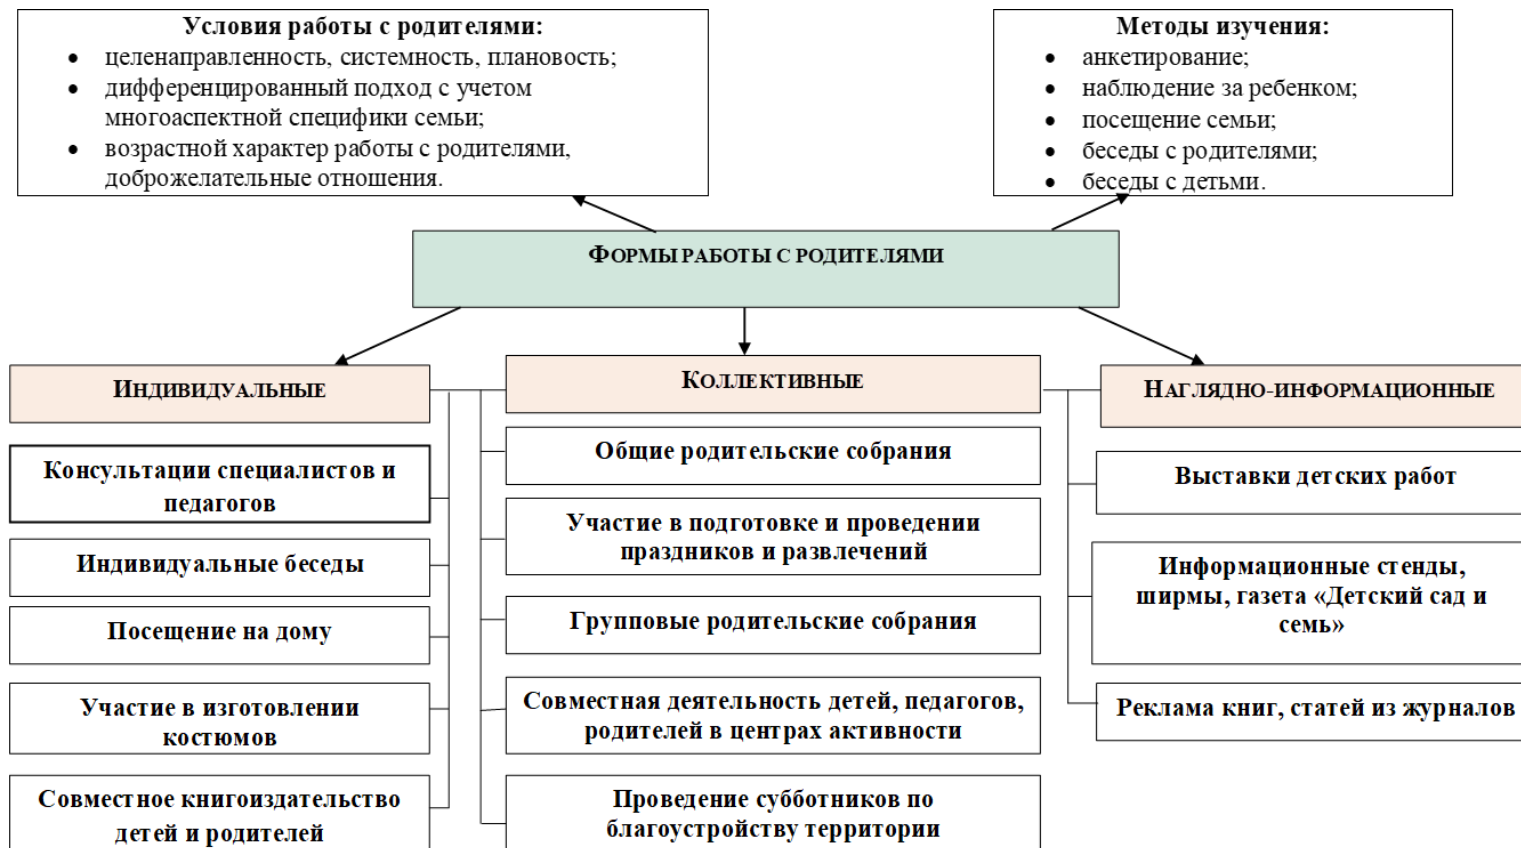 Условия работы с родителями:
• целенаправленность, системность, плановость;
• дифференцированный подход с учетом
многоаспектной специфики семьи;
• возрастной характер работы с родителями,
доброжелательные отношения.
Методы изучения:
• анкетирование;
• наблюдение за ребенком;
• посещение семьи;
• беседы с родителями;
• беседы с детьми.
ФОРМЫ РАБОТЫ С РОДИТЕЛЯМИ
ИНДИВИДУАЛЬНЫЕ
Консультации специалистов и
педагогов
Индивидуальные беседы
Посещение на дому
Участие в изготовлении
костюмов
Совместное книгоиздательство
детей и родителей
КОЛЛЕКТИВНЫЕ
Общие родительские собрания
Участие в подготовке и проведении
праздников и развлечений
Групповые родительские собрания
Совместная деятельность детей, педагогов,
родителей в центрах активности
Проведение субботников по
благоустройству территории
НАГЛЯДНО-ИНФОРМАЦИОННЫЕ
Выставки детских работ
Информационные стенды,
ширмы, газета «Детский сад и
семь»
Реклама книг, статей из журналов